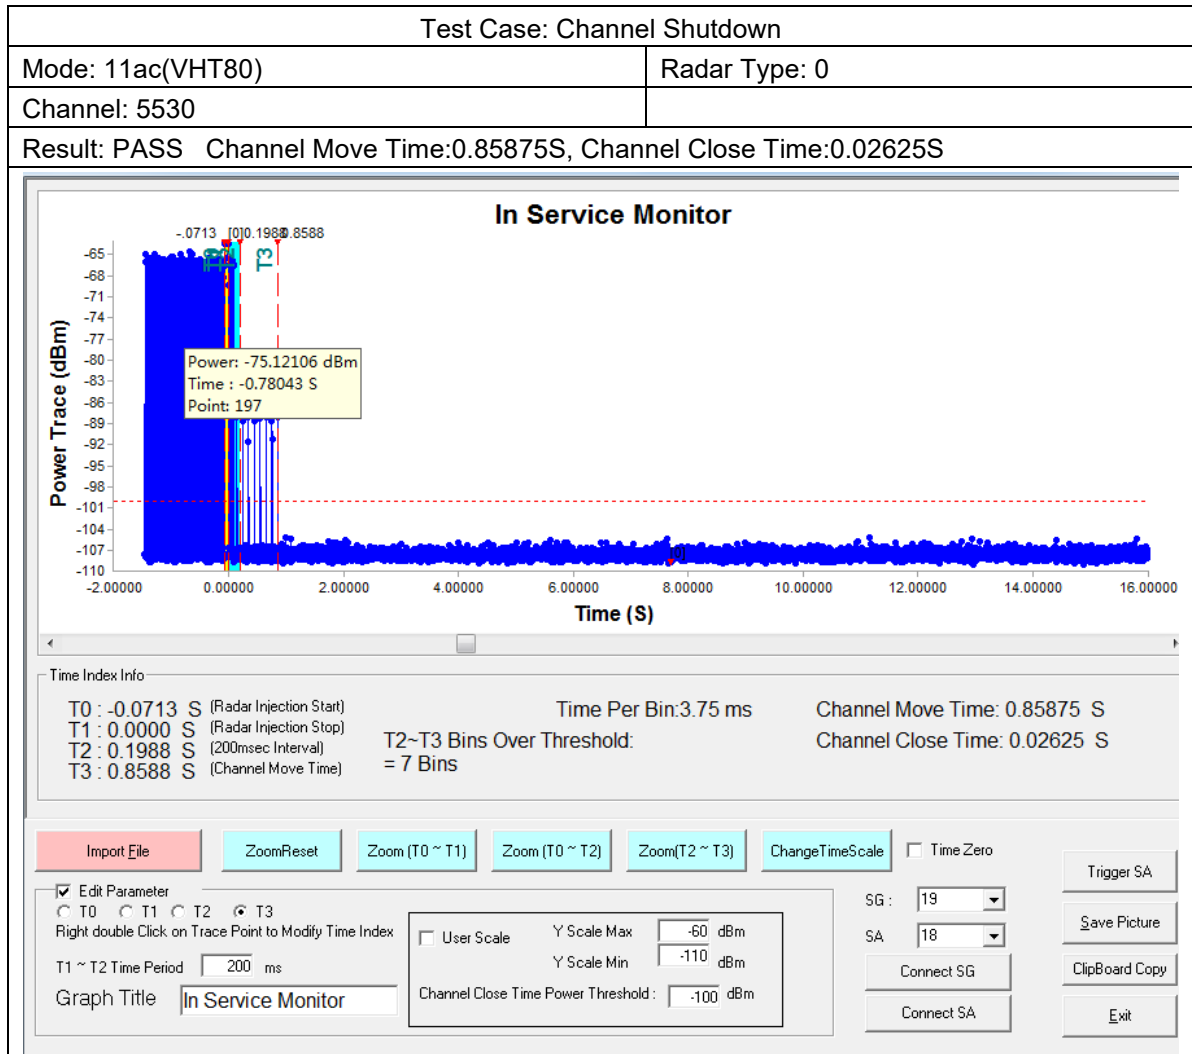 Test Case: Channel Shutdown
Mode: 11ac(VHT80) Radar Type: 0
Channel: 5530
Result: PASS Channel Move Time:0.85875S, Channel Close Time:0.02625S
In Service Monitor
-.0713 [0]0.1988 0.8588
T3
-65
-68
-71
-74
-77
-80
-83
-86
-89
-92
-95
-98
-101
-104
-107
-110
Power Trace (dBm)
Power: -75.12106 dBm
Time : -0.78043 S
Point: 197
[0]
-2.00000 0.00000 2.00000 4.00000 6.00000 8.00000 10.00000 12.00000 14.00000 16.00000
Time (S)
Time Index Info
T0 : -0.0713 S (Radar Injection Start)
T1 : 0.0000 S (Radar Injection Stop)
T2 : 0.1988 S (200msec Interval)
T3 : 0.8588 S (Channel Move Time)
Time Per Bin:3.75 ms
T2~T3 Bins Over Threshold:
= 7 Bins
Channel Move Time: 0.85875 S
Channel Close Time: 0.02625 S
Import File ZoomReset Zoom (T0 ~ T1) Zoom (T0 ~ T2) Zoom(T2 ~ T3) ChangeTimeScale Time Zero
Edit Parameter
T0 T1 T2 T3
Right double Click on Trace Point to Modify Time Index
T1 ~ T2 Time Period 200 ms
Graph Title In Service Monitor
User Scale Y Scale Max -60 dBm
Y Scale Min -110 dBm
Channel Close Time Power Threshold : -100 dBm
SG : 19
SA 18
Connect SG
Connect SA
Trigger SA
Save Picture
ClipBoard Copy
Exit